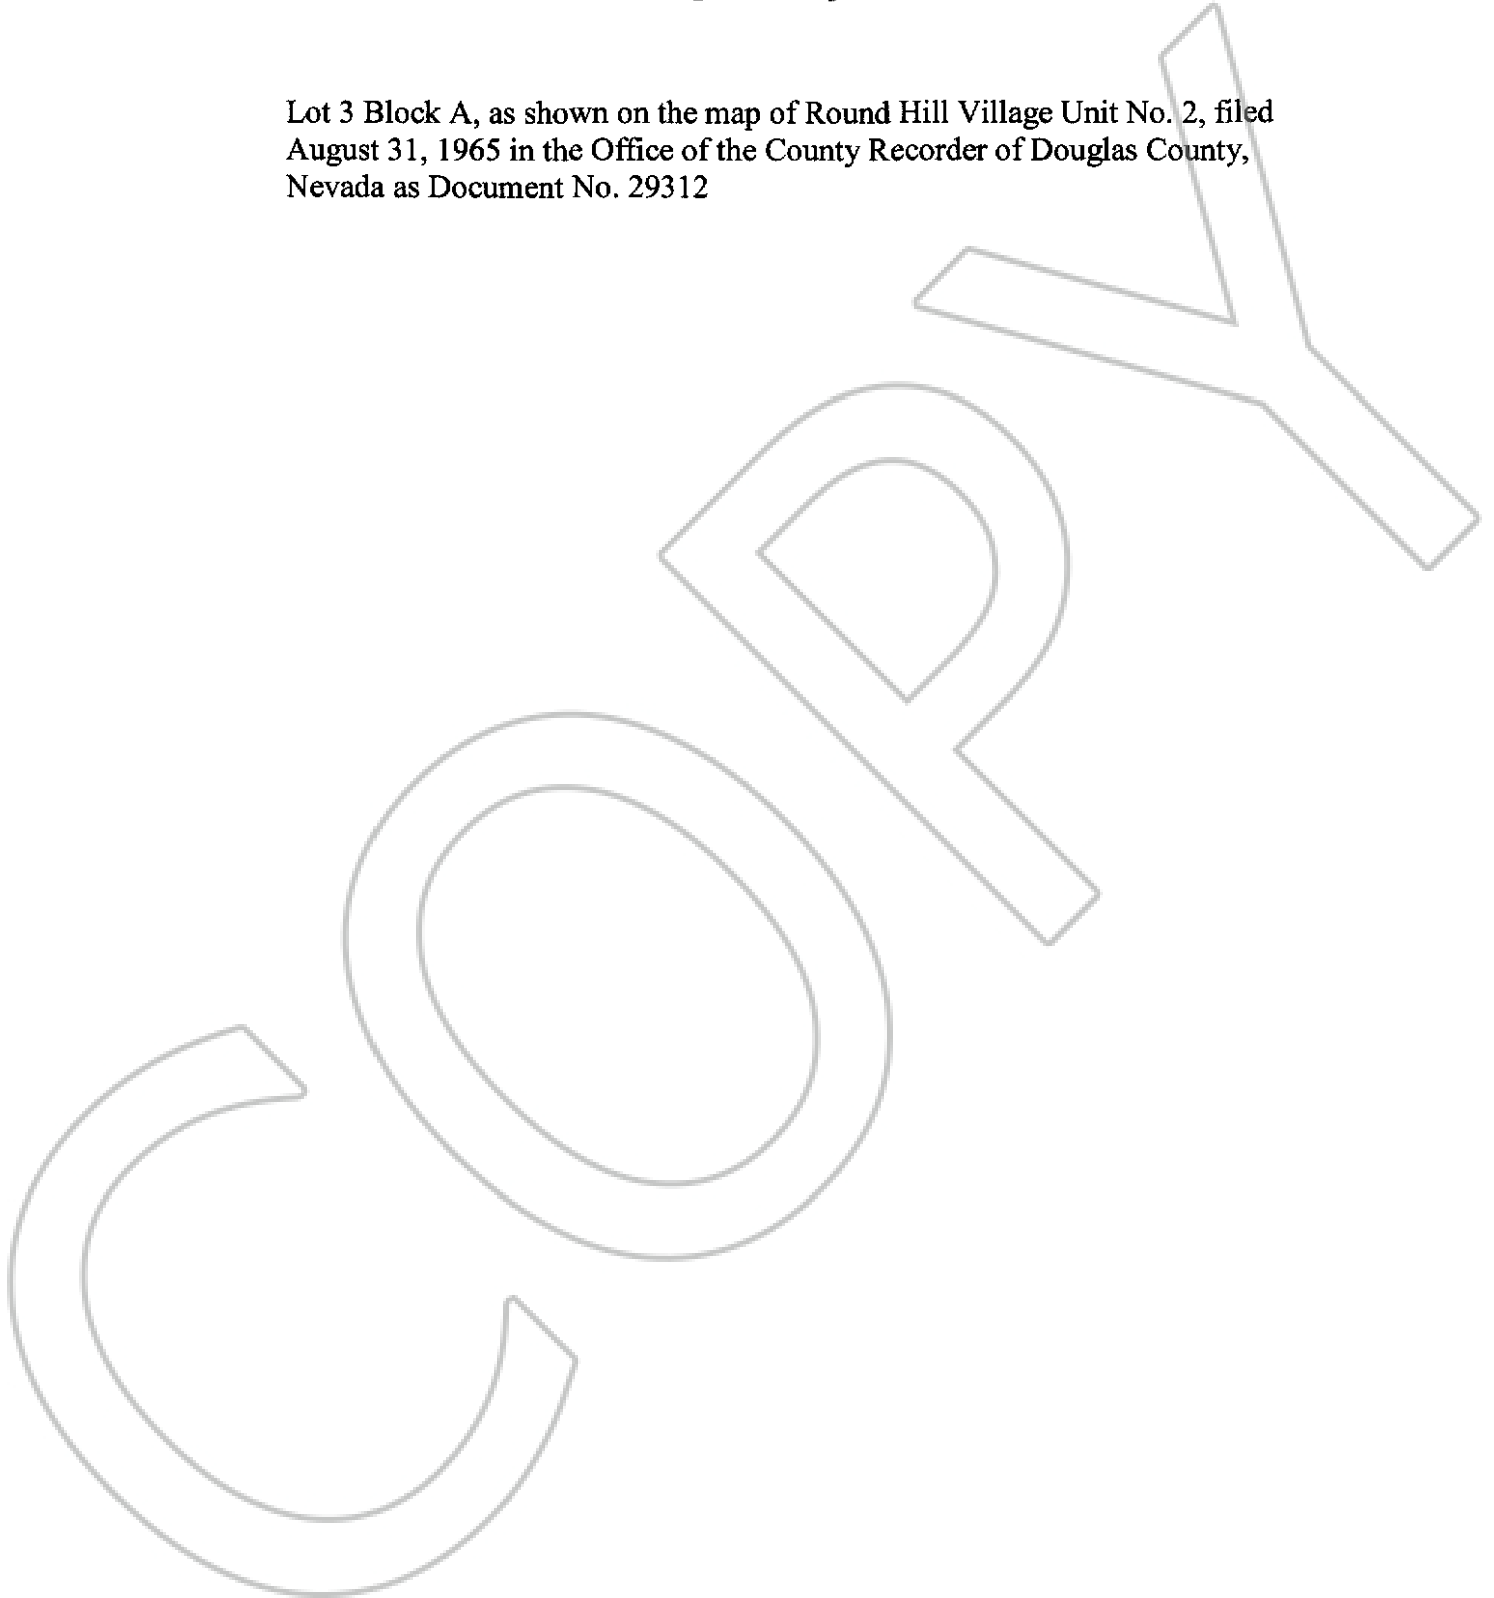 Lot 3 Block A, as shown on the map of Round Hill Village Unit No. 2, filed
August 31, 1965 in the Office of the County Recorder of Douglas County,
Nevada as Document No. 29312
COPY